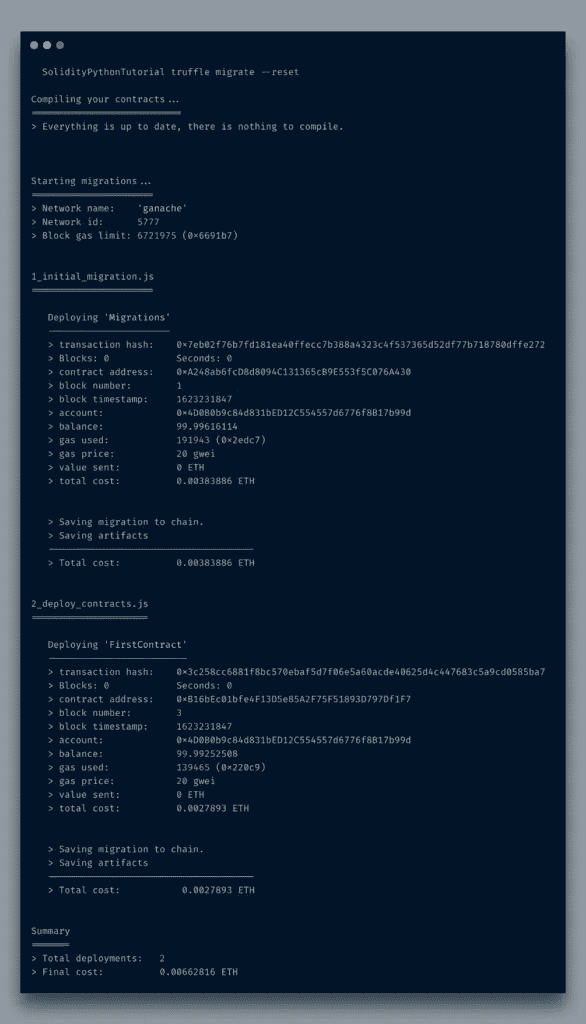 SolidityPythonTutorial truffle migrate --reset
Compiling your contracts...
===========================
> Everything is up to date, there is nothing to compile.
Starting migrations...
======================
> Network name:    'ganache'
> Network id:      5777
> Block gas limit: 6721975 (0×6691b7)
1_initial_migration.js
======================
Deploying 'Migrations'
----------------------
> transaction hash:    0×7eb02f76b7fd181ea40ffecc7b388a4323c4f537365d52df77b718780dffe272
> Blocks: 0            Seconds: 0
> contract address:    0×A248ab6fcD8d8094C131365cB9E553f5C076A430
> block number:        1
> block timestamp:     1623231847
> account:             0×4D0B0b9c84d831bED12C554557d6776f8B17b99d
> balance:             99.99616114
> gas used:            191943 (0×2edc7)
> gas price:           20 gwei
> value sent:          0 ETH
> total cost:          0.00383886 ETH
> Saving migration to chain.
> Saving artifacts
-------------------------------------
> Total cost:          0.00383886 ETH
2_deploy_contracts.js
=====================
Deploying 'FirstContract'
-------------------------
> transaction hash:    0×3c258cc6881f8bc570ebaf5d7f06e5a60acde40625d4c447683c5a9cd0585ba7
> Blocks: 0            Seconds: 0
> contract address:    0×B16bEc01bfe4F13D5e85A2F75F51893D797Df1F7
> block number:        3
> block timestamp:     1623231847
> account:             0×4D0B0b9c84d831bED12C554557d6776f8B17b99d
> balance:             99.99252508
> gas used:            139465 (0×220c9)
> gas price:           20 gwei
> value sent:          0 ETH
> total cost:          0.0027893 ETH
> Saving migration to chain.
> Saving artifacts
-------------------------------------
> Total cost:           0.0027893 ETH
Summary
=======
> Total deployments:   2
> Final cost:          0.00662816 ETH